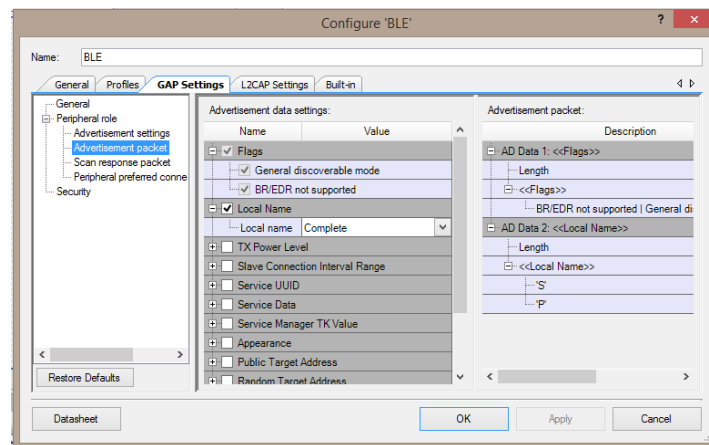 Configure 'BLE'
?
×
Name: BLE
General Profiles GAP Settings L2CAP Settings Built-in
General
Peripheral role
Advertisement settings
Advertisement packet
Scan response packet
Peripheral preferred conne
Security
Restore Defaults
Advertisement data settings:
Name Value
Flags
General discoverable mode
BR/EDR not supported
Local Name
Local name Complete
TX Power Level
Slave Connection Interval Range
Service UUID
Service Data
Service Manager TK Value
Appearance
Public Target Address
Random Target Address
Advertisement packet:
Description
AD Data 1: <<Flags>>
Length
<<Flags>>
BR/EDR not supported | General di
AD Data 2: <<Local Name>>
Length
<<Local Name>>
'S'
'P'
Datasheet OK Apply Cancel